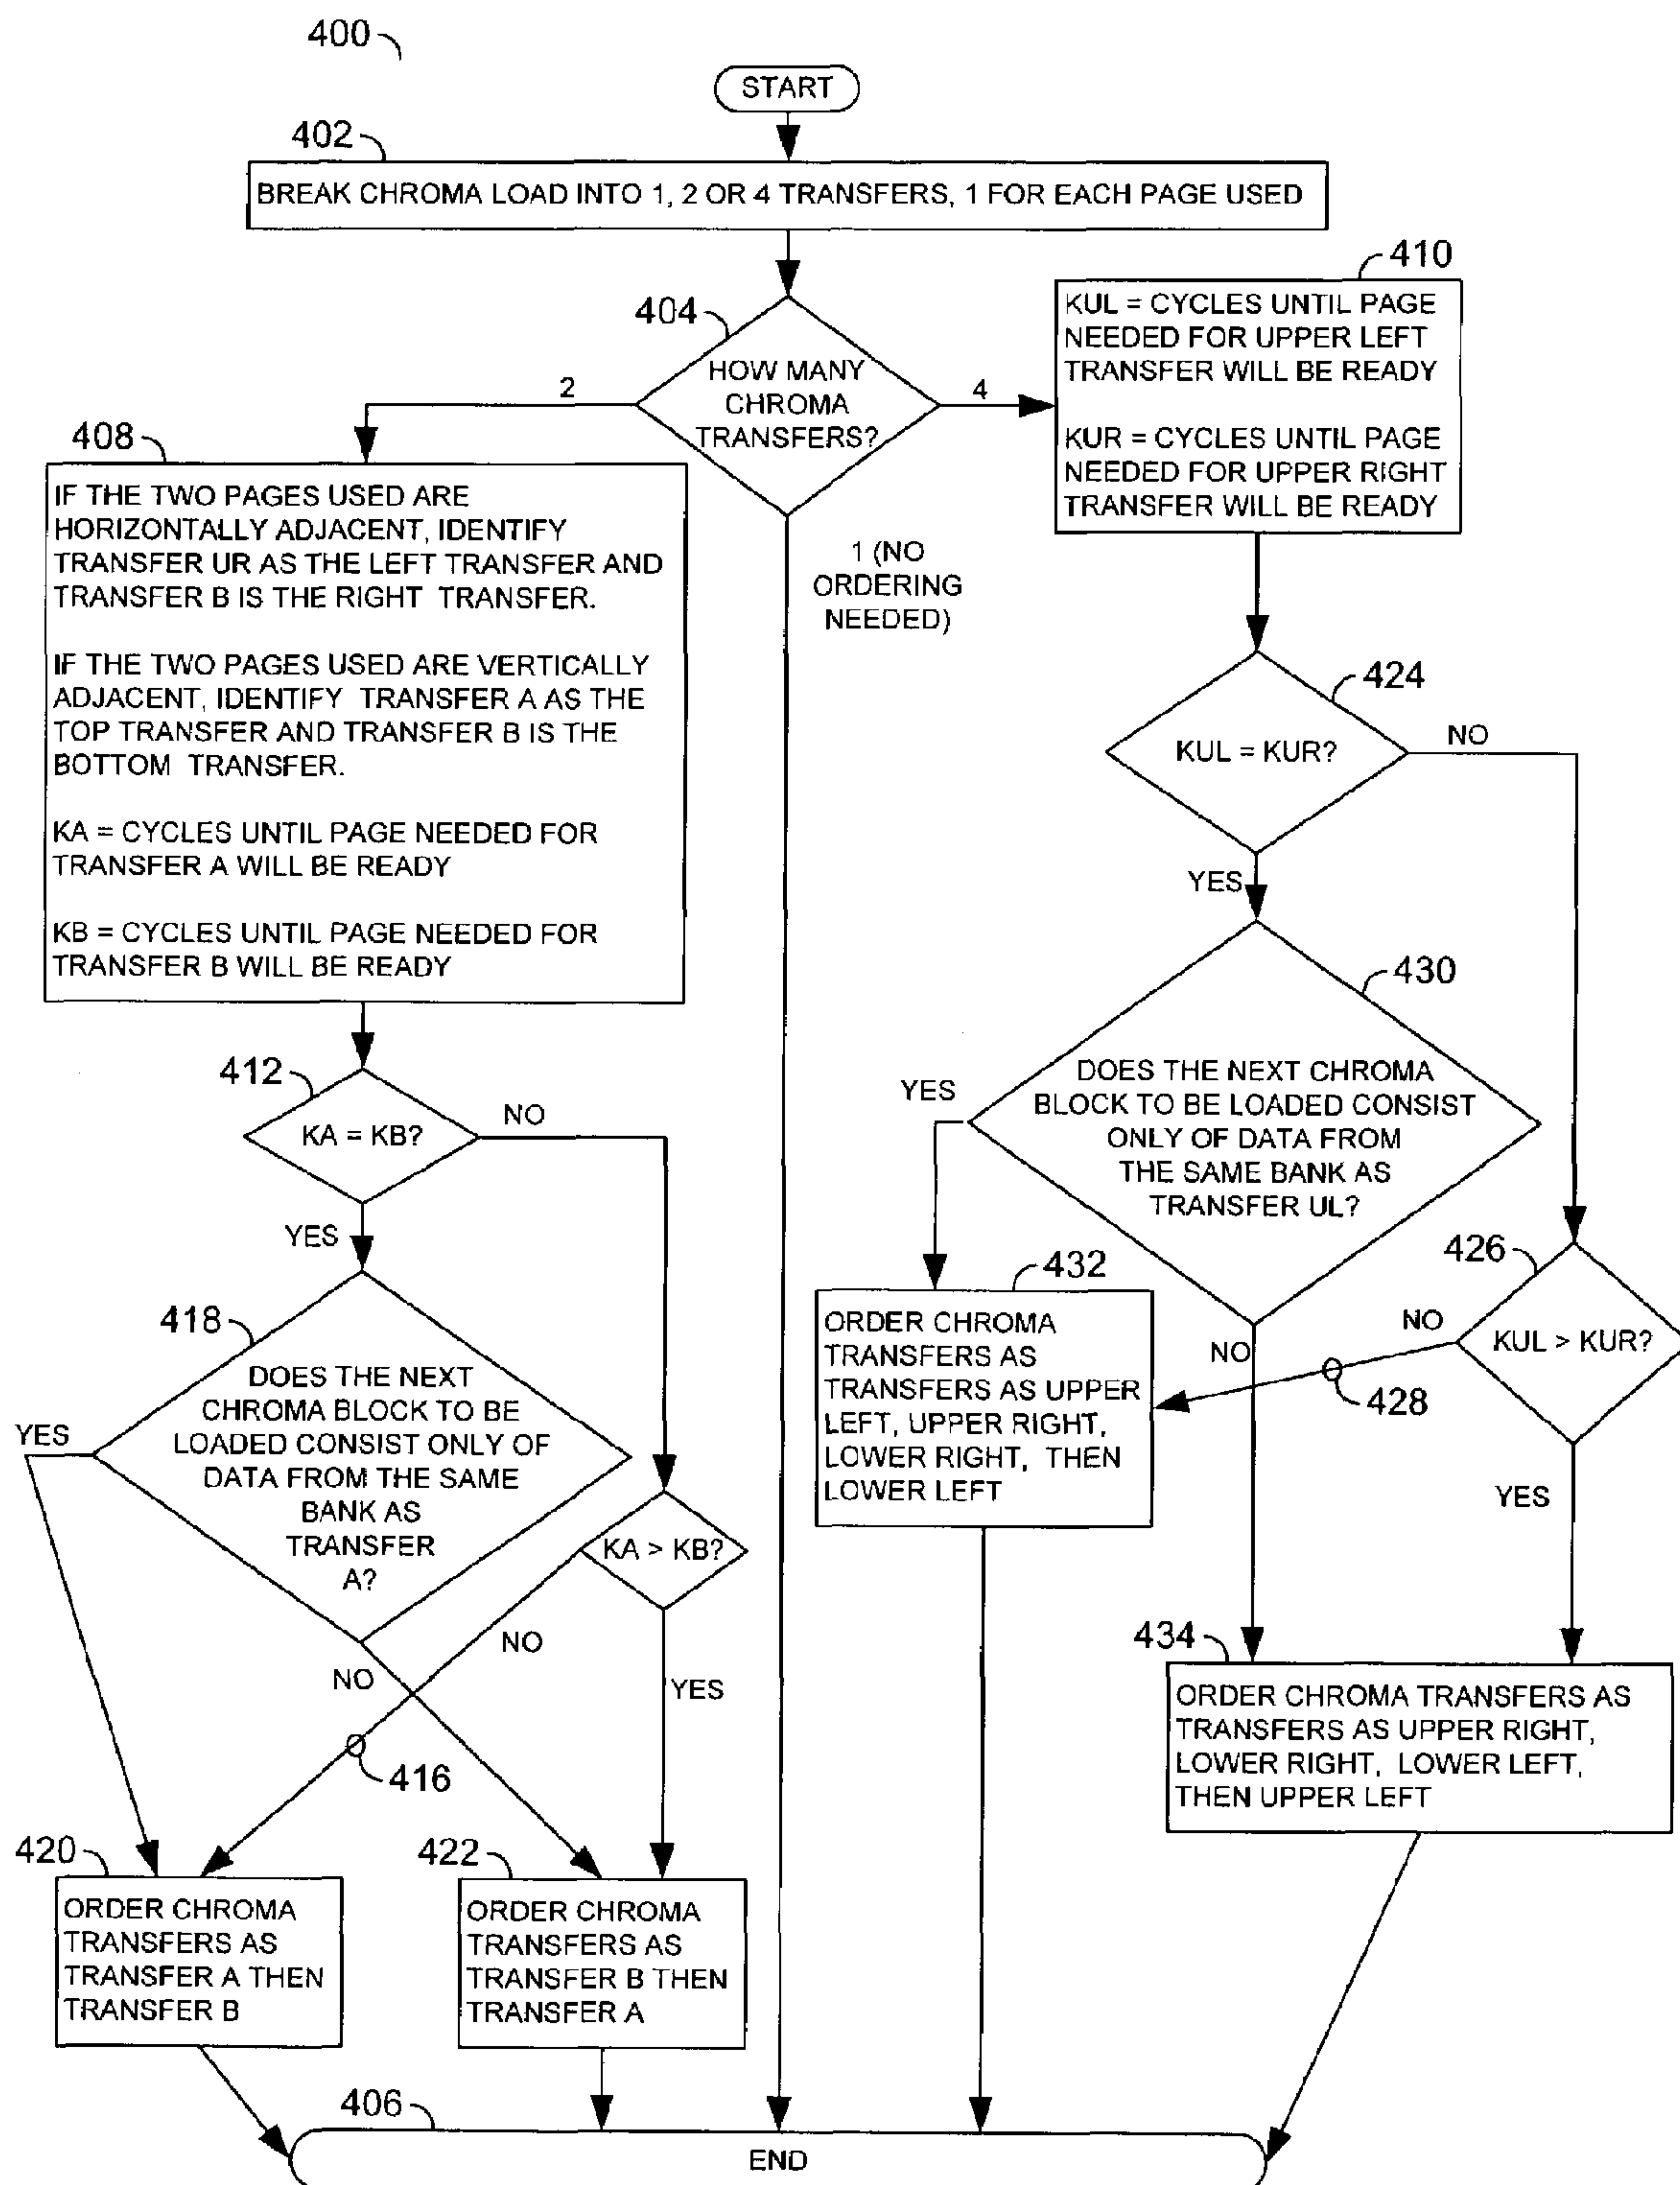 400
START
402
BREAK CHROMA LOAD INTO 1, 2 OR 4 TRANSFERS, 1 FOR EACH PAGE USED
404
HOW MANY
CHROMA
TRANSFERS?
2
4
1 (NO
ORDERING
NEEDED)
408
IF THE TWO PAGES USED ARE
HORIZONTALLY ADJACENT, IDENTIFY
TRANSFER UR AS THE LEFT TRANSFER AND
TRANSFER B IS THE RIGHT TRANSFER.
IF THE TWO PAGES USED ARE VERTICALLY
ADJACENT, IDENTIFY TRANSFER A AS THE
TOP TRANSFER AND TRANSFER B IS THE
BOTTOM TRANSFER.
KA = CYCLES UNTIL PAGE NEEDED FOR
TRANSFER A WILL BE READY
KB = CYCLES UNTIL PAGE NEEDED FOR
TRANSFER B WILL BE READY
410
KUL = CYCLES UNTIL PAGE
NEEDED FOR UPPER LEFT
TRANSFER WILL BE READY
KUR = CYCLES UNTIL PAGE
NEEDED FOR UPPER RIGHT
TRANSFER WILL BE READY
424
KUL = KUR?
NO
YES
430
DOES THE NEXT CHROMA
BLOCK TO BE LOADED CONSIST
ONLY OF DATA FROM
THE SAME BANK AS
TRANSFER UL?
YES
NO
412
KA = KB?
NO
YES
418
DOES THE NEXT
CHROMA BLOCK TO BE
LOADED CONSIST ONLY OF
DATA FROM THE SAME
BANK AS
TRANSFER
A?
YES
NO
KA > KB?
NO
YES
416
426
KUL > KUR?
NO
428
YES
432
ORDER CHROMA
TRANSFERS AS
TRANSFERS AS UPPER
LEFT, UPPER RIGHT,
LOWER RIGHT, THEN
LOWER LEFT
434
ORDER CHROMA TRANSFERS AS
TRANSFERS AS UPPER RIGHT,
LOWER RIGHT, LOWER LEFT,
THEN UPPER LEFT
420
ORDER CHROMA
TRANSFERS AS
TRANSFER A THEN
TRANSFER B
422
ORDER CHROMA
TRANSFERS AS
TRANSFER B THEN
TRANSFER A
406
END